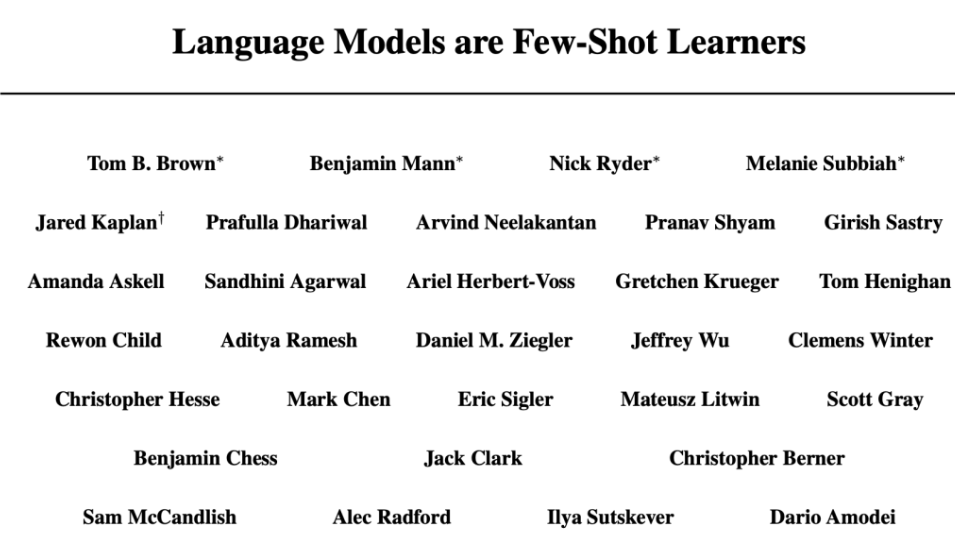 Language Models are Few-Shot Learners
Tom B. Brown* Benjamin Mann* Nick Ryder* Melanie Subbiah*
Jared Kaplan† Prafulla Dhariwal Arvind Neelakantan Pranav Shyam Girish Sastry
Amanda Askell Sandhini Agarwal Ariel Herbert-Voss Gretchen Krueger Tom Henighan
Rewon Child Aditya Ramesh Daniel M. Ziegler Jeffrey Wu Clemens Winter
Christopher Hesse Mark Chen Eric Sigler Mateusz Litwin Scott Gray
Benjamin Chess Jack Clark Christopher Berner
Sam McCandlish Alec Radford Ilya Sutskever Dario Amodei